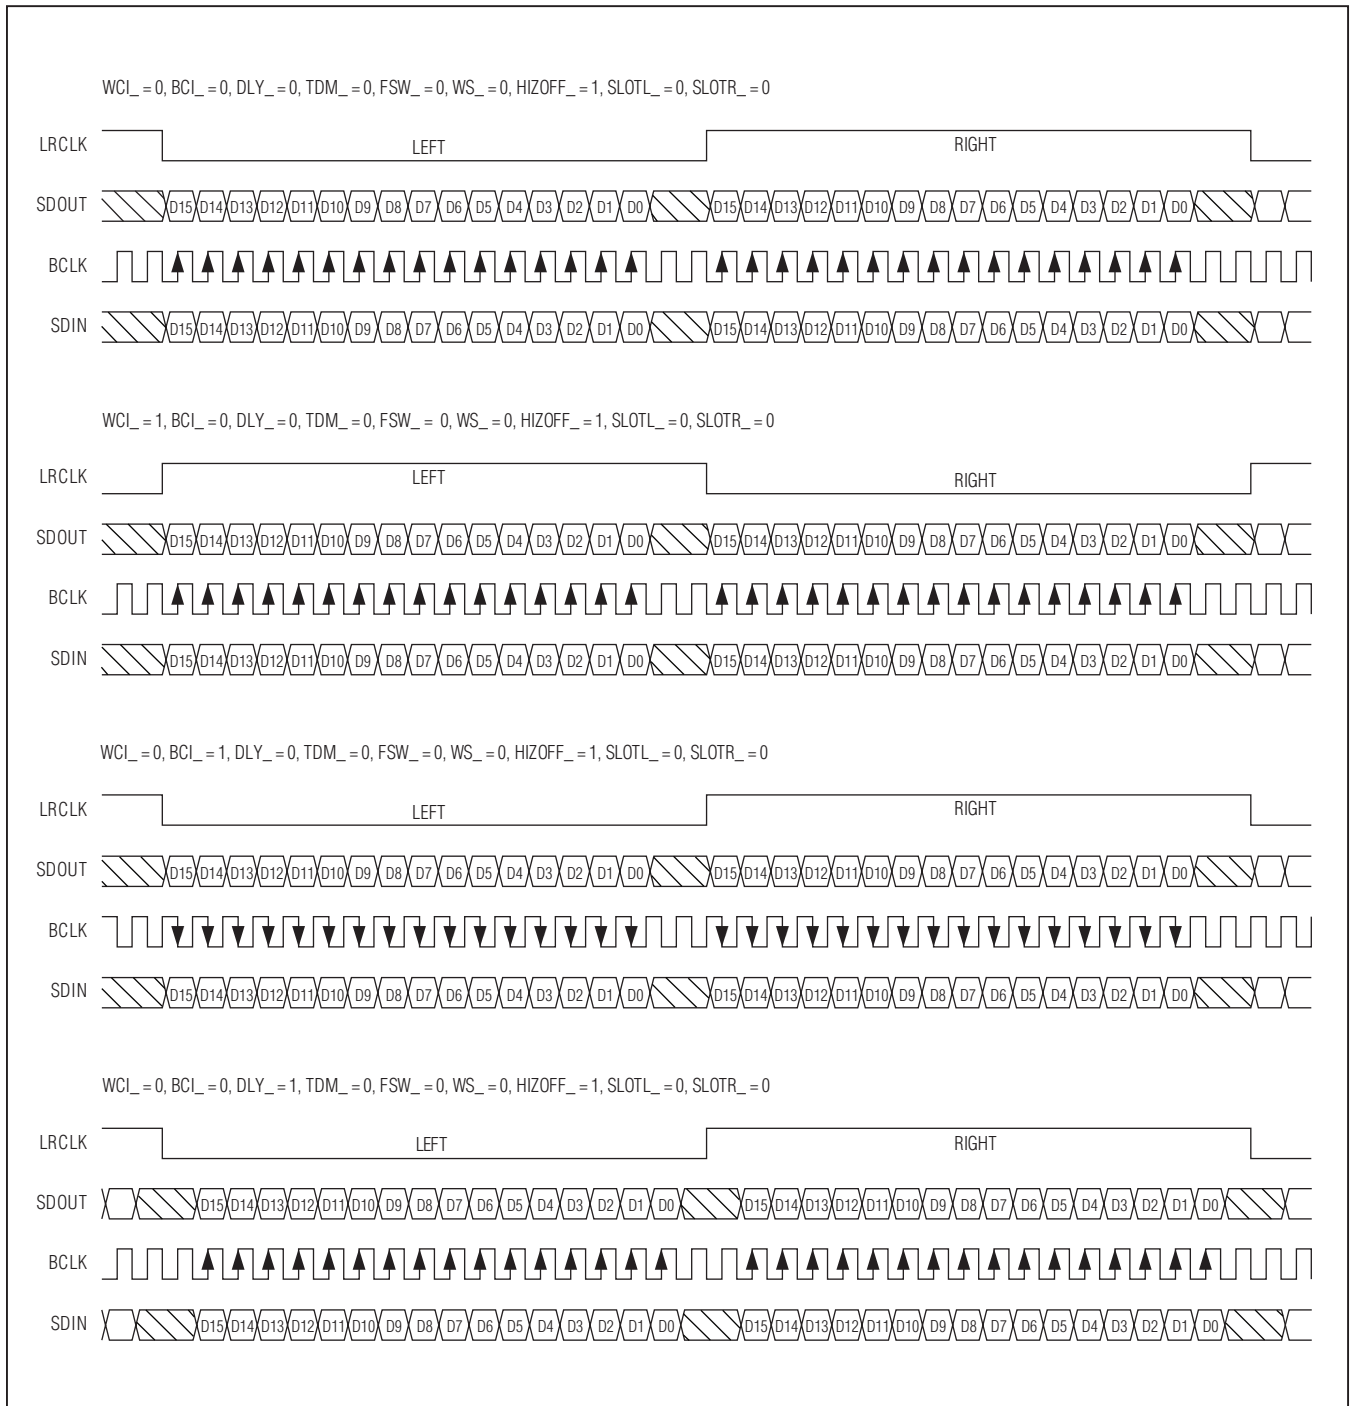 WCI_ = 0, BCI_ = 0, DLY_ = 0, TDM_ = 0, FSW_ = 0, WS_ = 0, HIZOFF_ = 1, SLOTL_ = 0, SLOTR_ = 0
LRCLK LEFT RIGHT
SDOUT D15 D14 D13 D12 D11 D10 D9 D8 D7 D6 D5 D4 D3 D2 D1 D0 D15 D14 D13 D12 D11 D10 D9 D8 D7 D6 D5 D4 D3 D2 D1 D0
BCLK
SDIN D15 D14 D13 D12 D11 D10 D9 D8 D7 D6 D5 D4 D3 D2 D1 D0 D15 D14 D13 D12 D11 D10 D9 D8 D7 D6 D5 D4 D3 D2 D1 D0
WCI_ = 1, BCI_ = 0, DLY_ = 0, TDM_ = 0, FSW_ = 0, WS_ = 0, HIZOFF_ = 1, SLOTL_ = 0, SLOTR_ = 0
LRCLK LEFT RIGHT
SDOUT D15 D14 D13 D12 D11 D10 D9 D8 D7 D6 D5 D4 D3 D2 D1 D0 D15 D14 D13 D12 D11 D10 D9 D8 D7 D6 D5 D4 D3 D2 D1 D0
BCLK
SDIN D15 D14 D13 D12 D11 D10 D9 D8 D7 D6 D5 D4 D3 D2 D1 D0 D15 D14 D13 D12 D11 D10 D9 D8 D7 D6 D5 D4 D3 D2 D1 D0
WCI_ = 0, BCI_ = 1, DLY_ = 0, TDM_ = 0, FSW_ = 0, WS_ = 0, HIZOFF_ = 1, SLOTL_ = 0, SLOTR_ = 0
LRCLK LEFT RIGHT
SDOUT D15 D14 D13 D12 D11 D10 D9 D8 D7 D6 D5 D4 D3 D2 D1 D0 D15 D14 D13 D12 D11 D10 D9 D8 D7 D6 D5 D4 D3 D2 D1 D0
BCLK
SDIN D15 D14 D13 D12 D11 D10 D9 D8 D7 D6 D5 D4 D3 D2 D1 D0 D15 D14 D13 D12 D11 D10 D9 D8 D7 D6 D5 D4 D3 D2 D1 D0
WCI_ = 0, BCI_ = 0, DLY_ = 1, TDM_ = 0, FSW_ = 0, WS_ = 0, HIZOFF_ = 1, SLOTL_ = 0, SLOTR_ = 0
LRCLK LEFT RIGHT
SDOUT D15 D14 D13 D12 D11 D10 D9 D8 D7 D6 D5 D4 D3 D2 D1 D0 D15 D14 D13 D12 D11 D10 D9 D8 D7 D6 D5 D4 D3 D2 D1 D0
BCLK
SDIN D15 D14 D13 D12 D11 D10 D9 D8 D7 D6 D5 D4 D3 D2 D1 D0 D15 D14 D13 D12 D11 D10 D9 D8 D7 D6 D5 D4 D3 D2 D1 D0